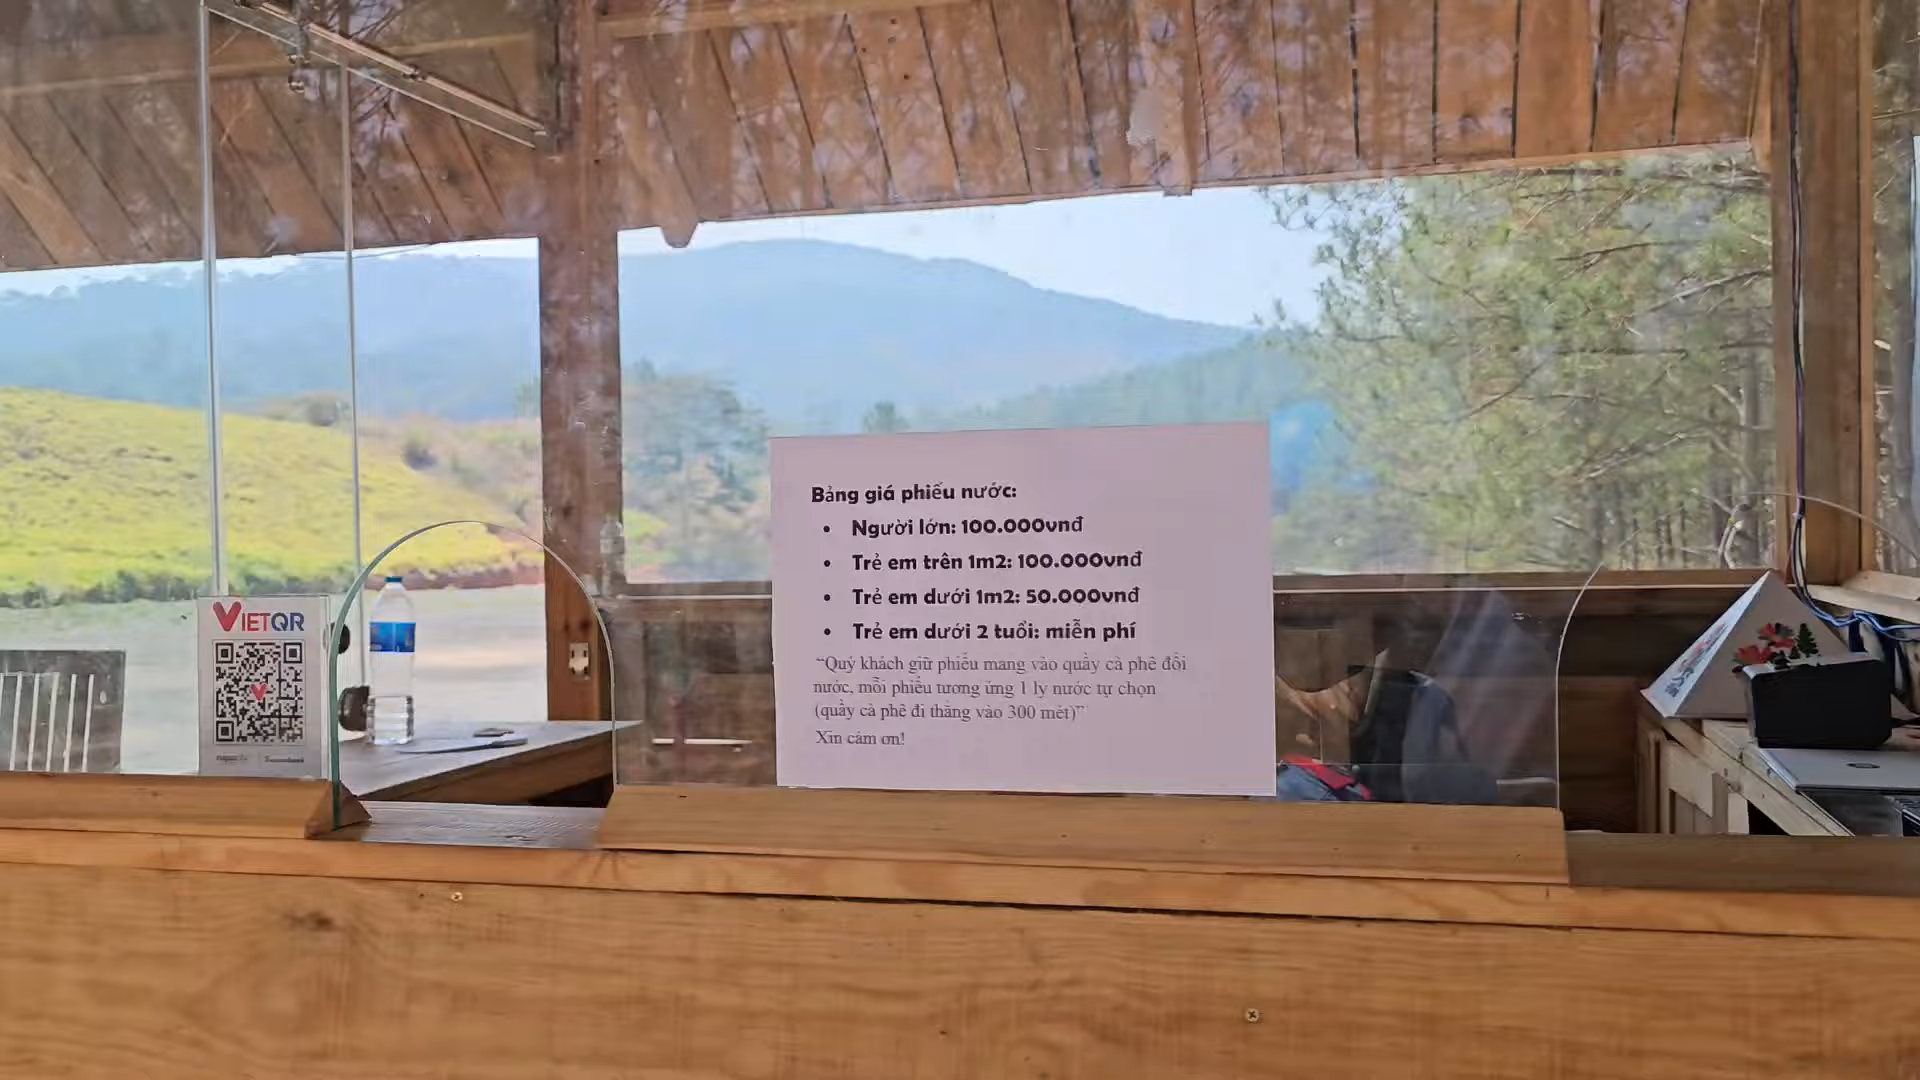 VIETQR
Bảng giá phiếu nước:
• Người lớn: 100.000vnđ
• Trẻ em trên 1m2: 100.000vnđ
• Trẻ em dưới 1m2: 50.000vnđ
• Trẻ em dưới 2 tuổi: miễn phí
“Quý khách giữ phiếu mang vào quầy cà phê đổi
nước, mỗi phiếu tương ứng 1 ly nước tự chọn
(quầy cà phê đi thẳng vào 300 mét)”
Xin cảm ơn!